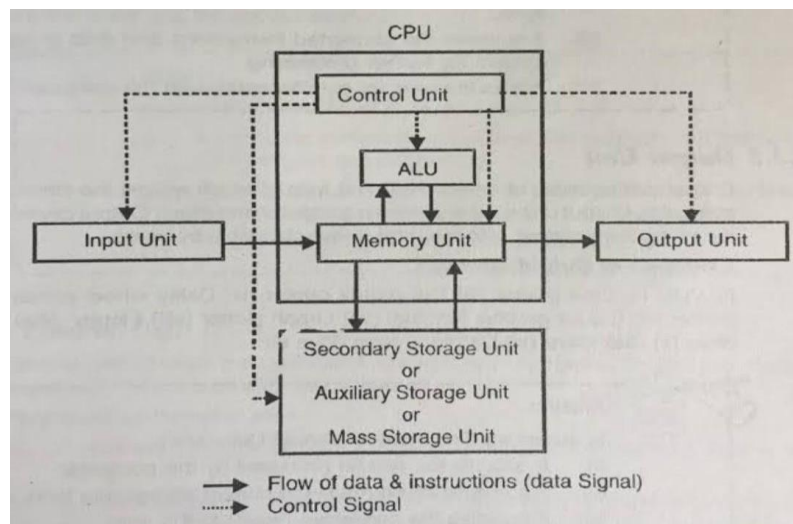 CPU
Control Unit
ALU
Input Unit
Memory Unit
Output Unit
Secondary Storage Unit
or
Auxiliary Storage Unit
or
Mass Storage Unit
Flow of data & instructions (data Signal)
Control Signal